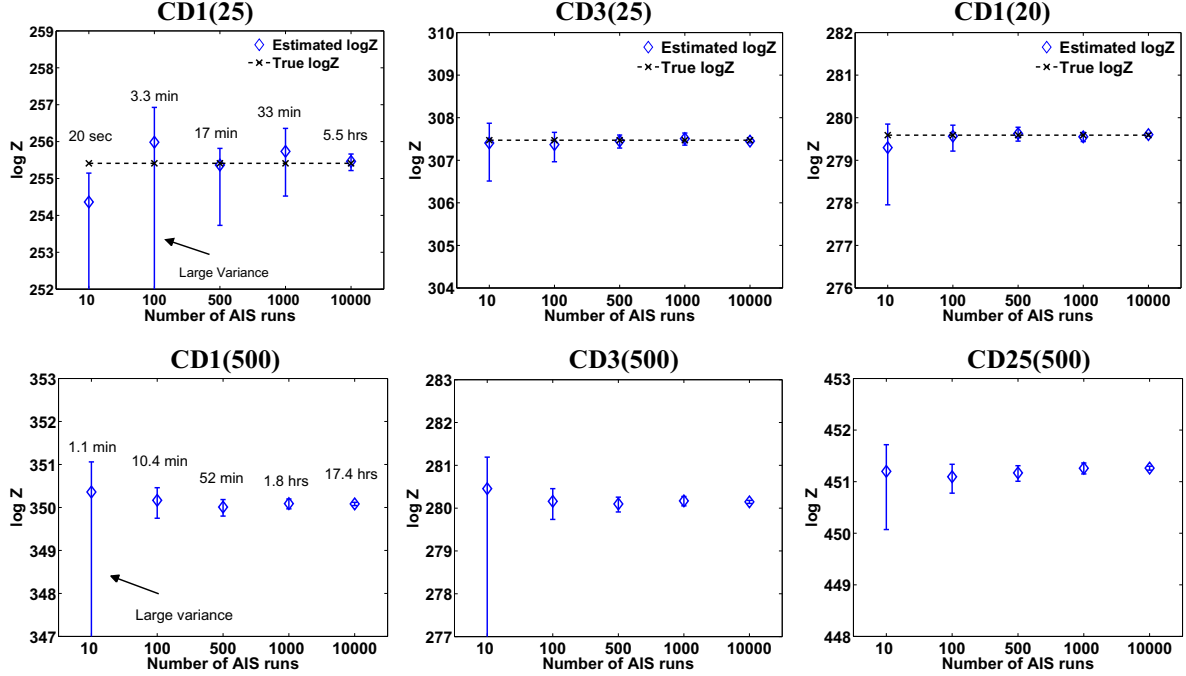 CD1(25)
259
258
257
256
255
254
253
252
log Z
Estimated logZ
True logZ
20 sec
3.3 min
17 min
33 min
5.5 hrs
Large Variance
10 100 500 1000 10000
Number of AIS runs
CD3(25)
310
309
308
307
306
305
304
log Z
Estimated logZ
True logZ
10 100 500 1000 10000
Number of AIS runs
CD1(20)
282
281
280
279
278
277
276
log Z
Estimated logZ
True logZ
10 100 500 1000 10000
Number of AIS runs
CD1(500)
353
352
351
350
349
348
347
log Z
1.1 min
10.4 min
52 min
1.8 hrs
17.4 hrs
Large variance
10 100 500 1000 10000
Number of AIS runs
CD3(500)
283
282
281
280
279
278
277
log Z
10 100 500 1000 10000
Number of AIS runs
CD25(500)
453
452
451
450
449
448
log Z
10 100 500 1000 10000
Number of AIS runs